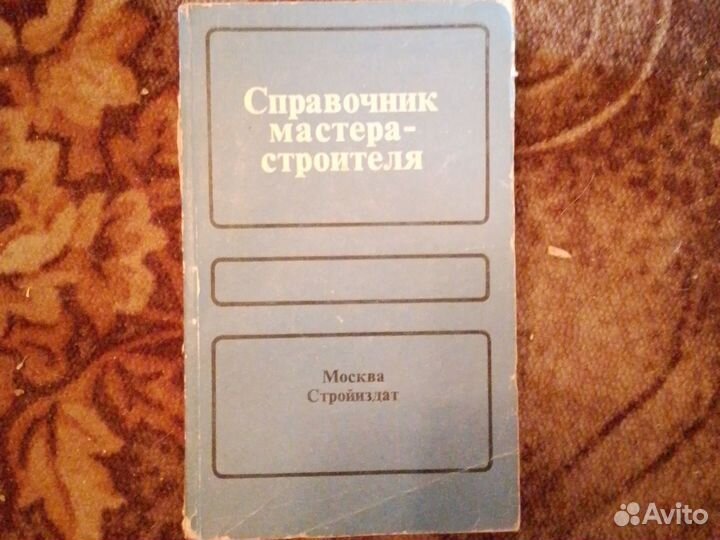 Справочник
мастера-
строителя
Москва
Стройиздат
Avito